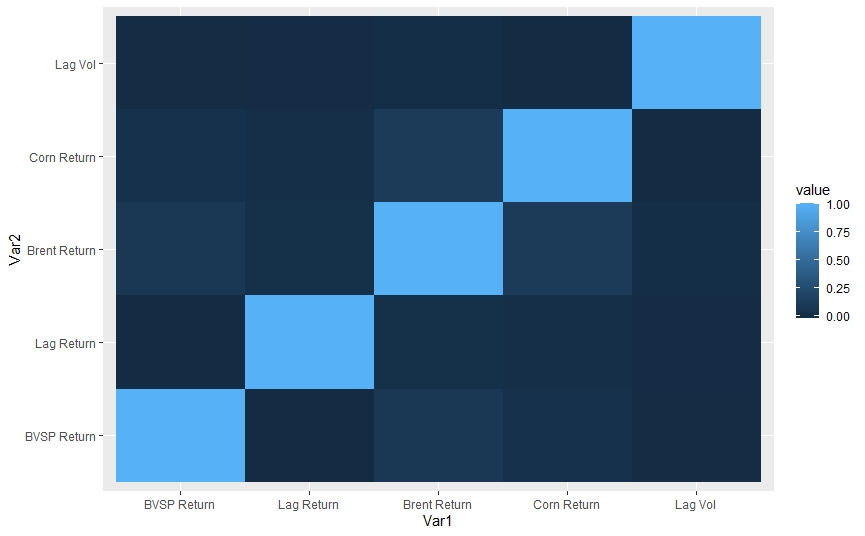 Lag Vol
Corn Return
Brent Return
Lag Return
BVSP Return
Var2
BVSP Return Lag Return Brent Return Corn Return Lag Vol
Var1
value
1.00
0.75
0.50
0.25
0.00